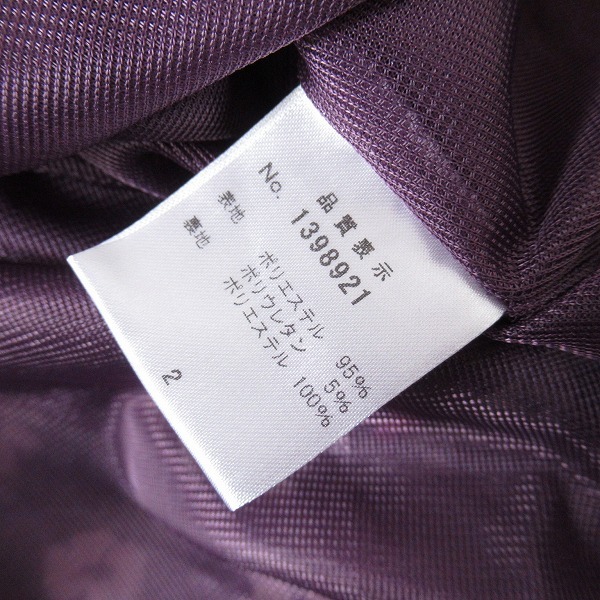 品質表示
No. 1398921
表地 ポリエステル 95%
ポリウレタン 5%
裏地 ポリエステル 100%
2